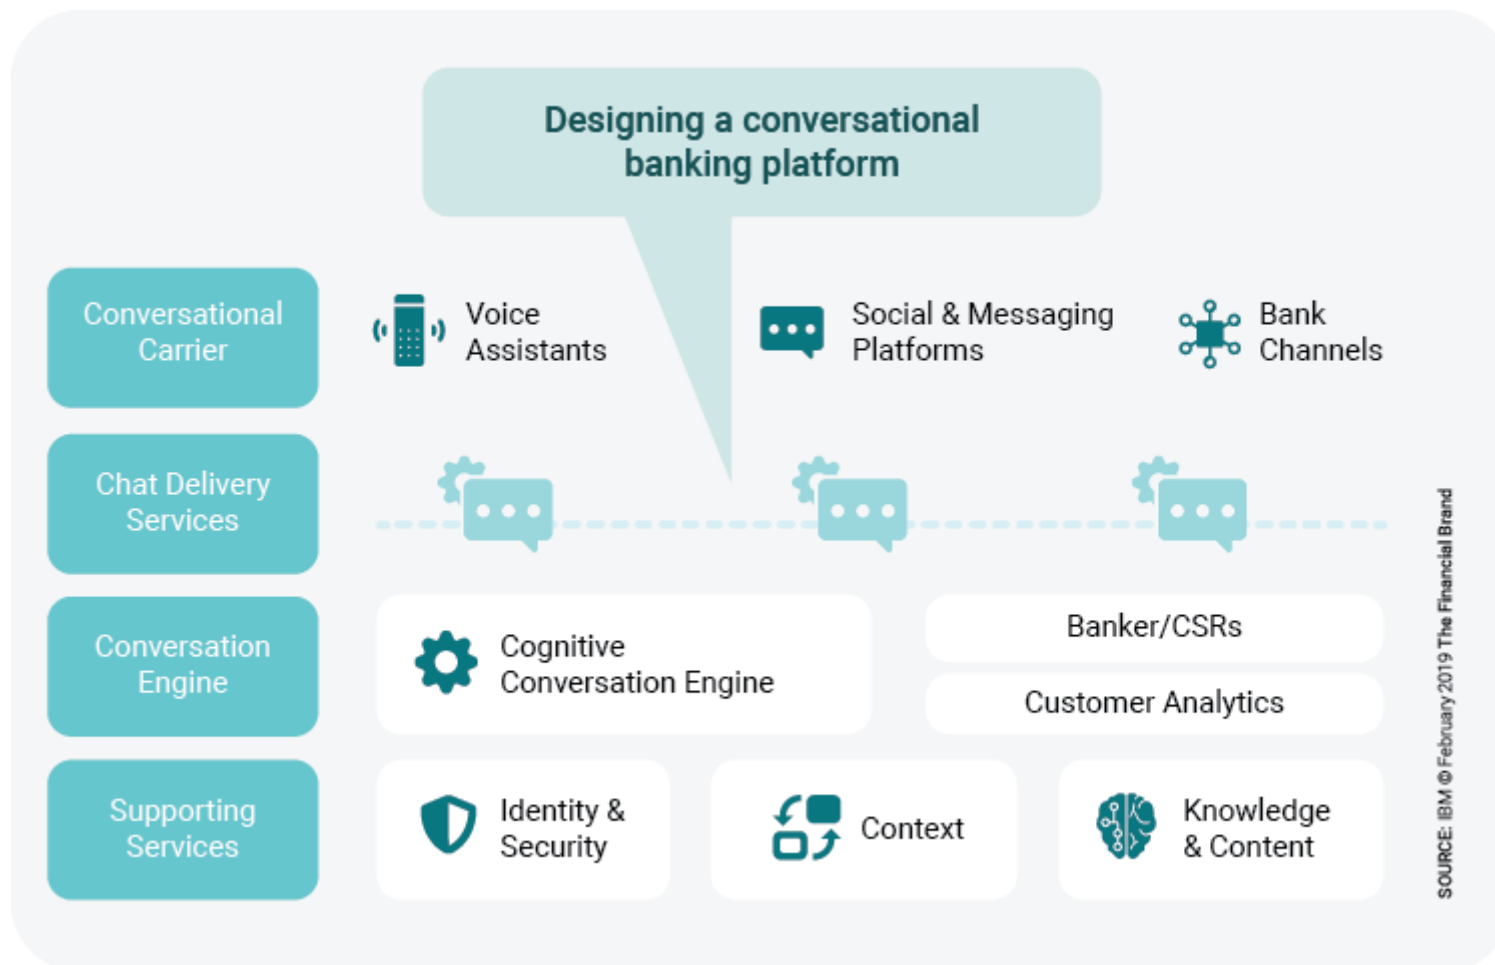 Designing a conversational
banking platform
Conversational
Carrier
Voice
Assistants
Social & Messaging
Platforms
Bank
Channels
Chat Delivery
Services
Conversation
Engine
Cognitive
Conversation Engine
Banker/CSRs
Customer Analytics
Supporting
Services
Identity &
Security
Context
Knowledge
& Content
SOURCE: IBM © February 2019 The Financial Brand